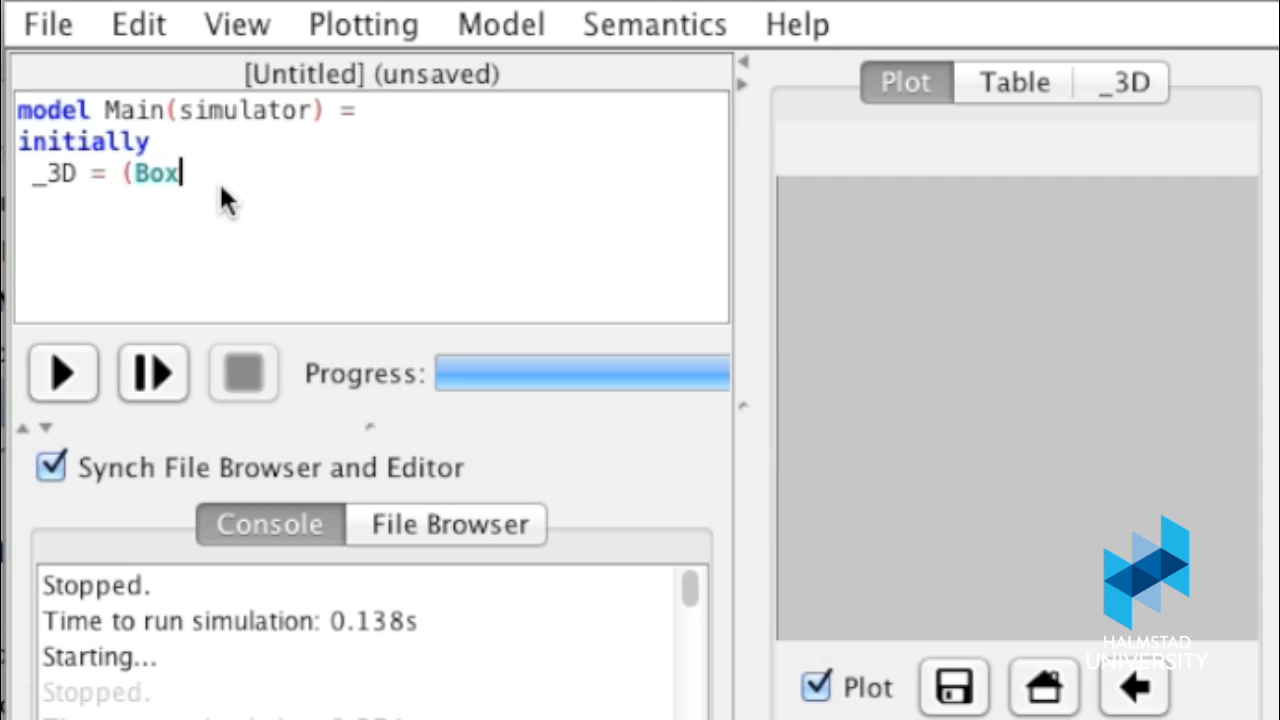 File Edit View Plotting Model Semantics Help
[Untitled] (unsaved)
model Main(simulator) =
initially
_3D = (Box
Progress:
Synch File Browser and Editor
Console File Browser
Stopped.
Time to run simulation: 0.138s
Starting...
Stopped.
Plot Table _3D
Plot
HALMSTAD
UNIVERSITY